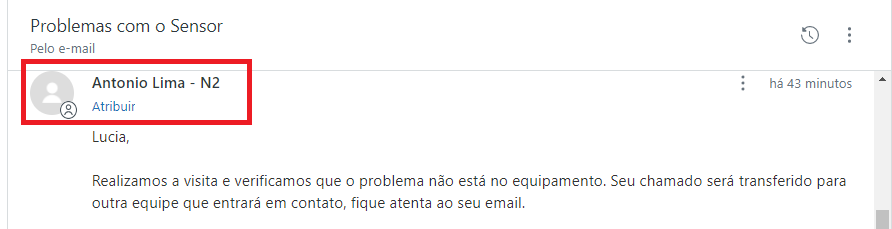 Problemas com o Sensor
Pelo e-mail
Antonio Lima - N2
há 43 minutos
Atribuir
Lucia,
Realizamos a visita e verificamos que o problema não está no equipamento. Seu chamado será transferido para
outra equipe que entrará em contato, fique atenta ao seu email.